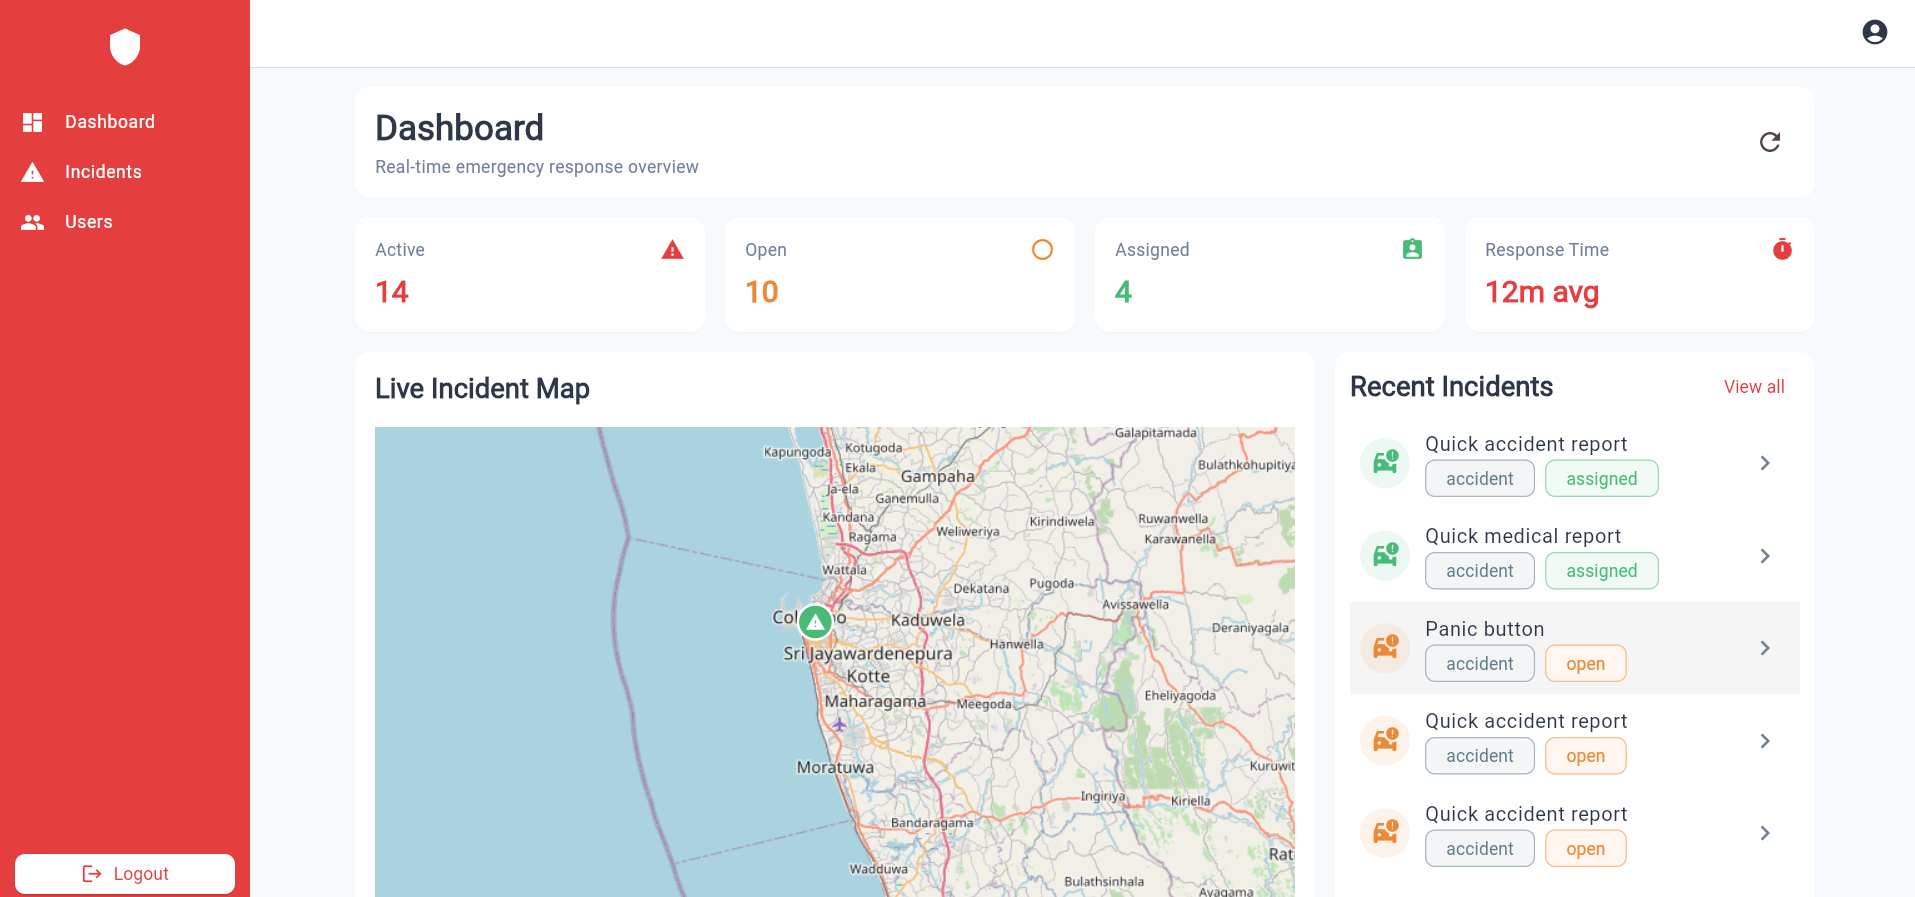 Dashboard
Incidents
Users
Logout
Dashboard
Real-time emergency response overview
Active
14
Open
10
Assigned
4
Response Time
12m avg
Live Incident Map
Galapitamada
Kapungoda
Kotugoda
Ekala
Bulathkohupitiya
Gampaha
Ja-ela
Ganemulla
Kandana
Kirindiwela
Ruwanwella
Weliweriya
Ragama
Karawanella
Wattala
Dekatana
Pugoda
Avissawella
Kaduwela
Deraniyagala
Hanwella
Sri Jayawardenepura
Kotte
Eheliyagoda
Maharagama
Meegoda
Moratuwa
Kuruwit
Ingiriya
Kiriella
Bandaragama
Rat
Wadduwa
Bulathsinhala
Ayagama
Recent Incidents
View all
Quick accident report
accident assigned
Quick medical report
accident assigned
Panic button
accident open
Quick accident report
accident open
Quick accident report
accident open